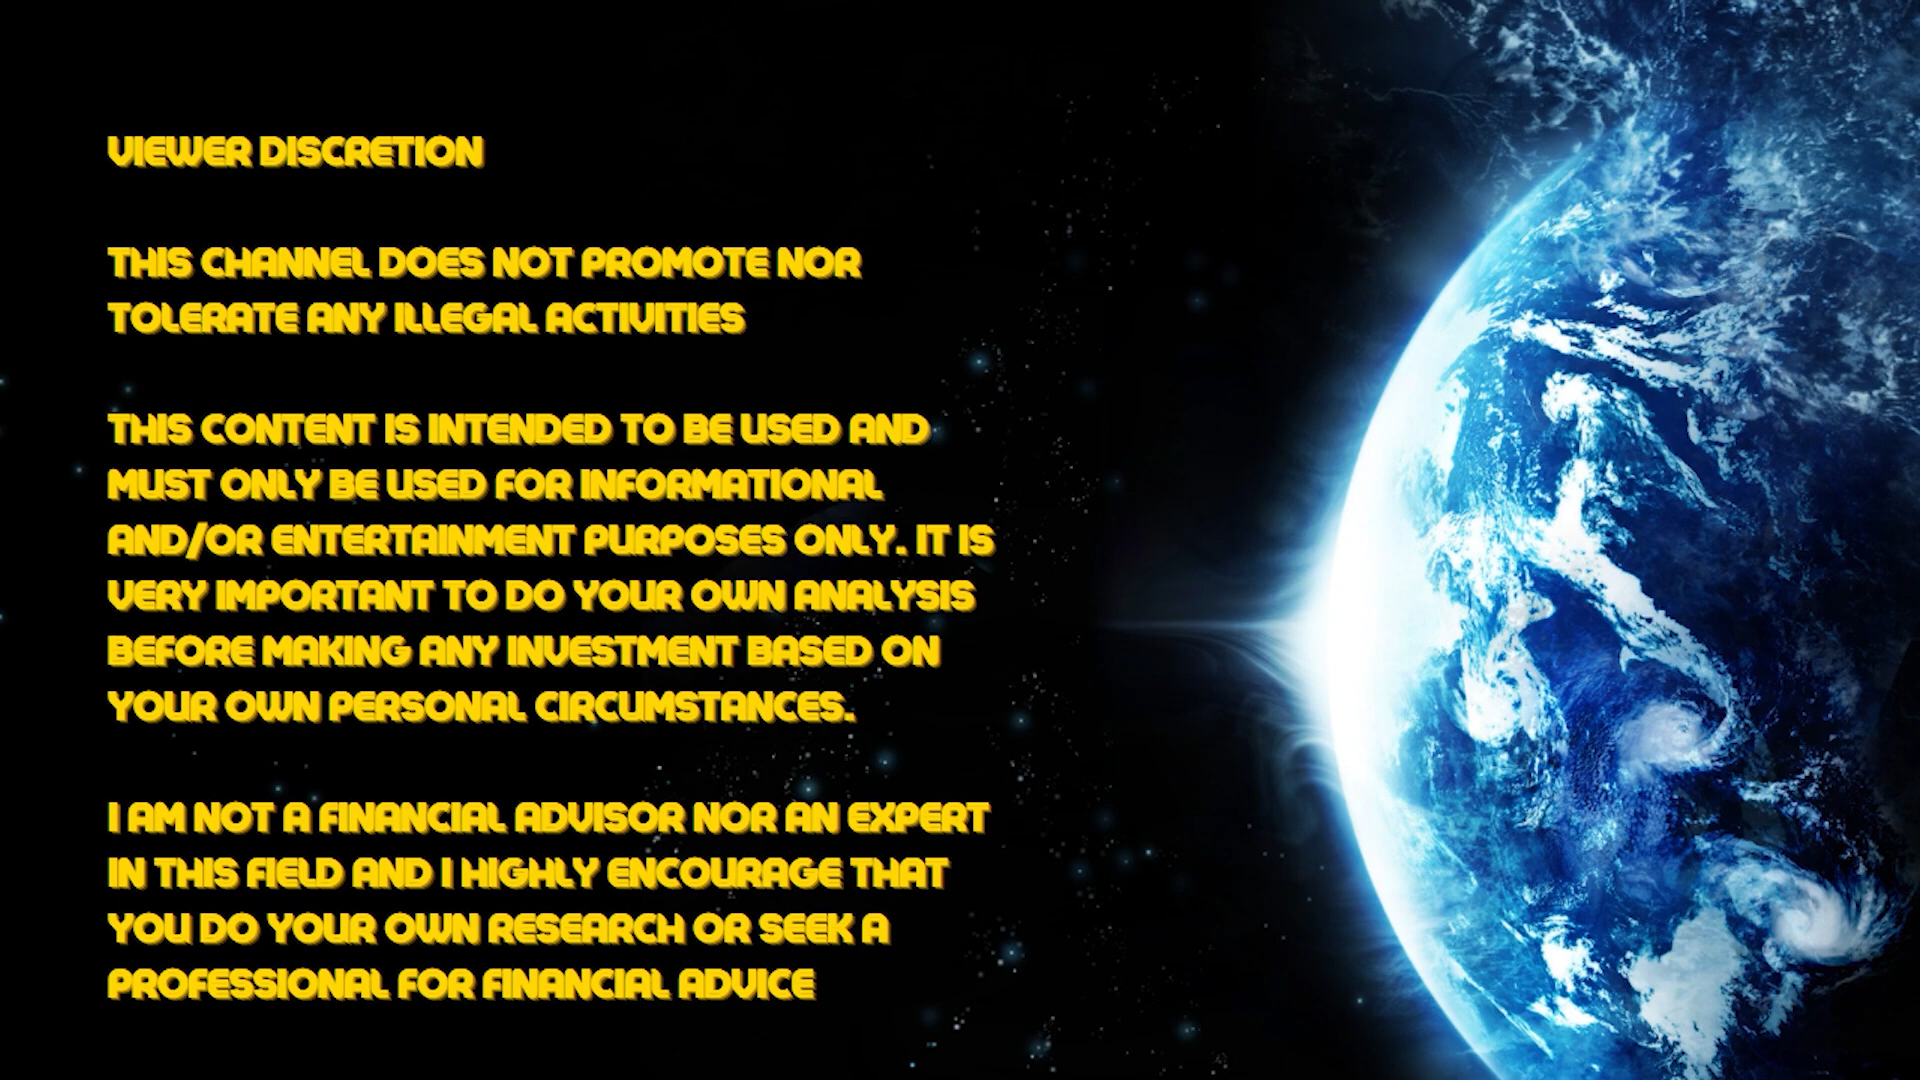 VIEWER DISCRETION
THIS CHANNEL DOES NOT PROMOTE NOR
TOLERATE ANY ILLEGAL ACTIVITIES
THIS CONTENT IS INTENDED TO BE USED AND
MUST ONLY BE USED FOR INFORMATIONAL
AND/OR ENTERTAINMENT PURPOSES ONLY. IT IS
VERY IMPORTANT TO DO YOUR OWN ANALYSIS
BEFORE MAKING ANY INVESTMENT BASED ON
YOUR OWN PERSONAL CIRCUMSTANCES.
I AM NOT A FINANCIAL ADVISOR NOR AN EXPERT
IN THIS FIELD AND I HIGHLY ENCOURAGE THAT
YOU DO YOUR OWN RESEARCH OR SEEK A
PROFESSIONAL FOR FINANCIAL ADVICE